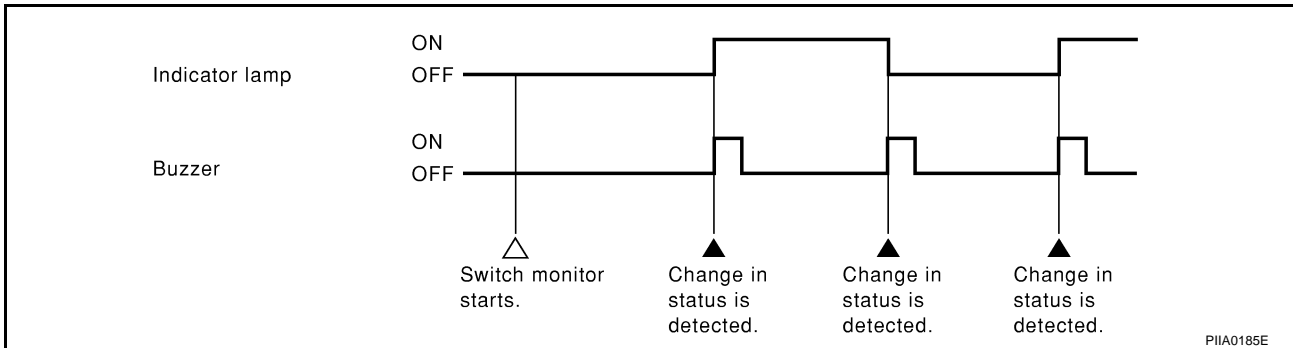 ON
Indicator lamp OFF
ON
Buzzer OFF
Switch monitor starts.
Change in status is detected.
Change in status is detected.
Change in status is detected.
PIIA0185E